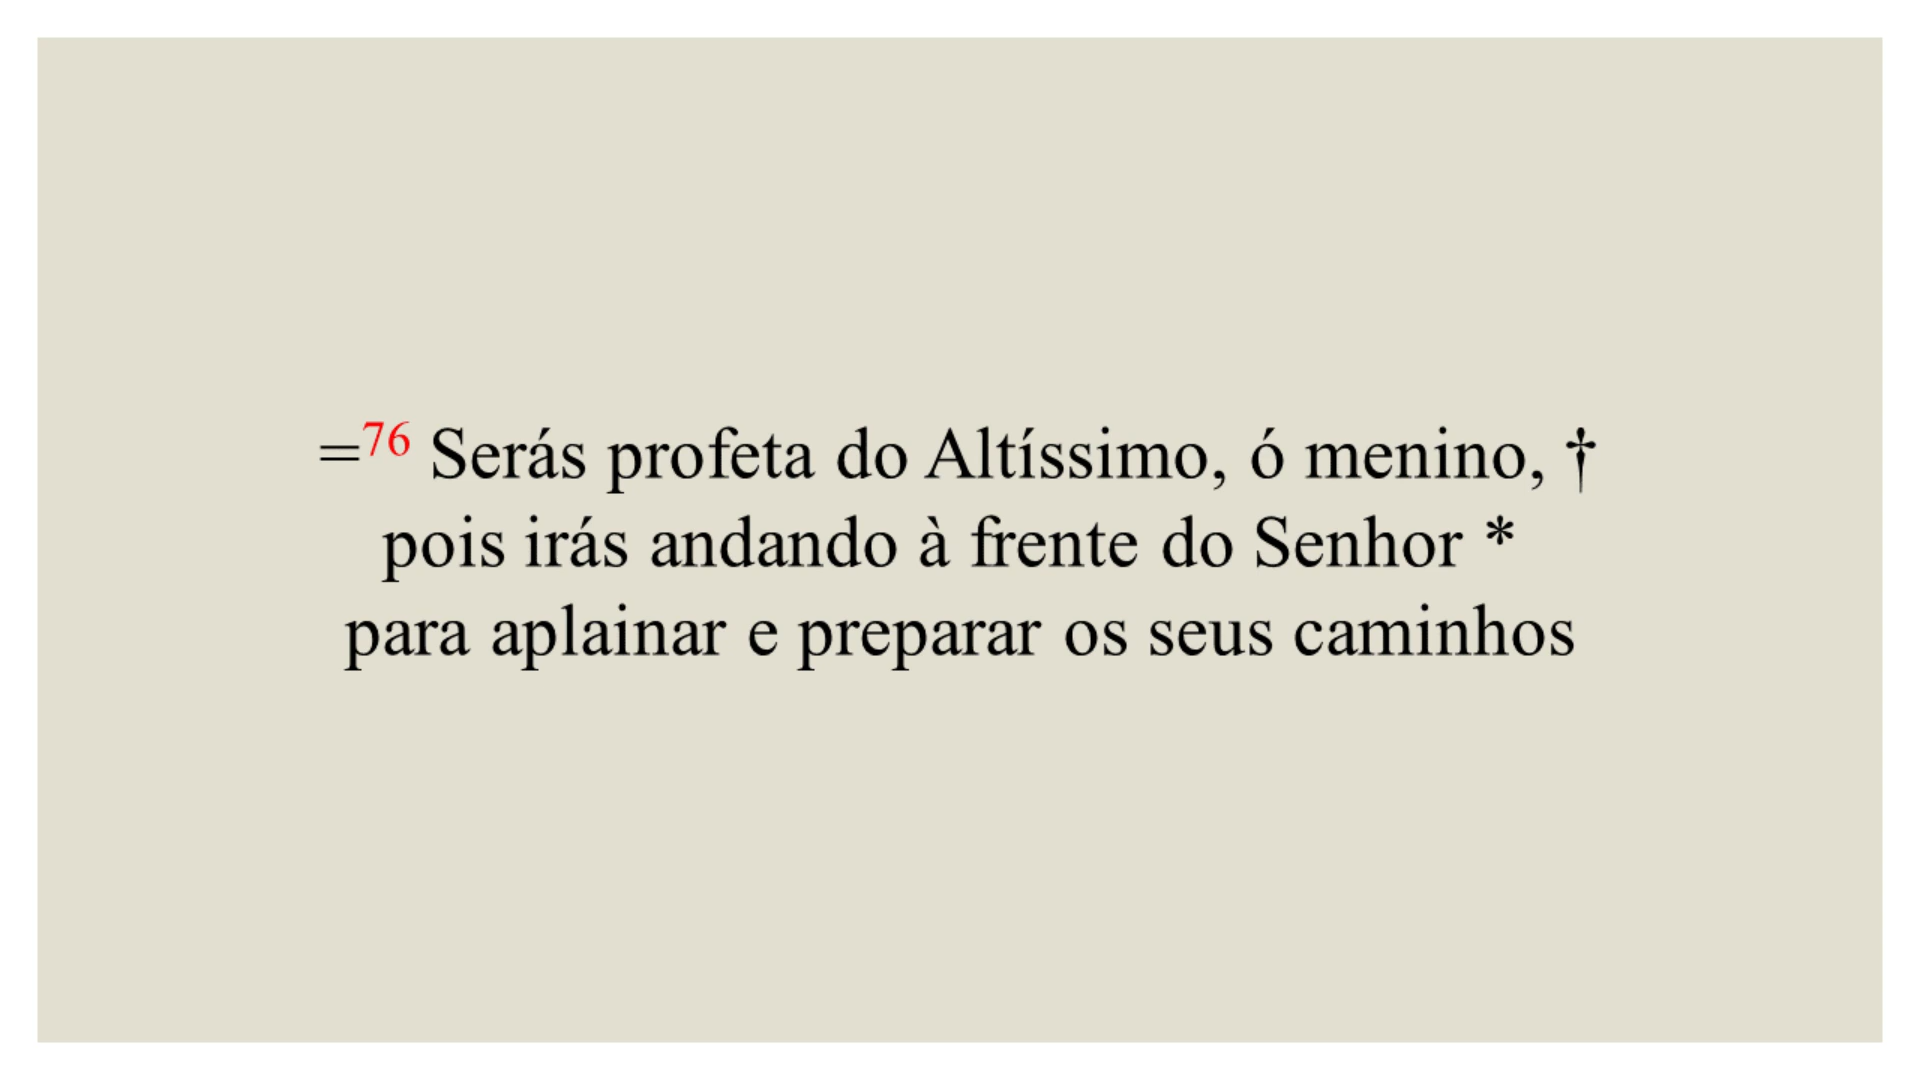 =76 Serás profeta do Altíssimo, ó menino, †
pois irás andando à frente do Senhor *
para aplainar e preparar os seus caminhos